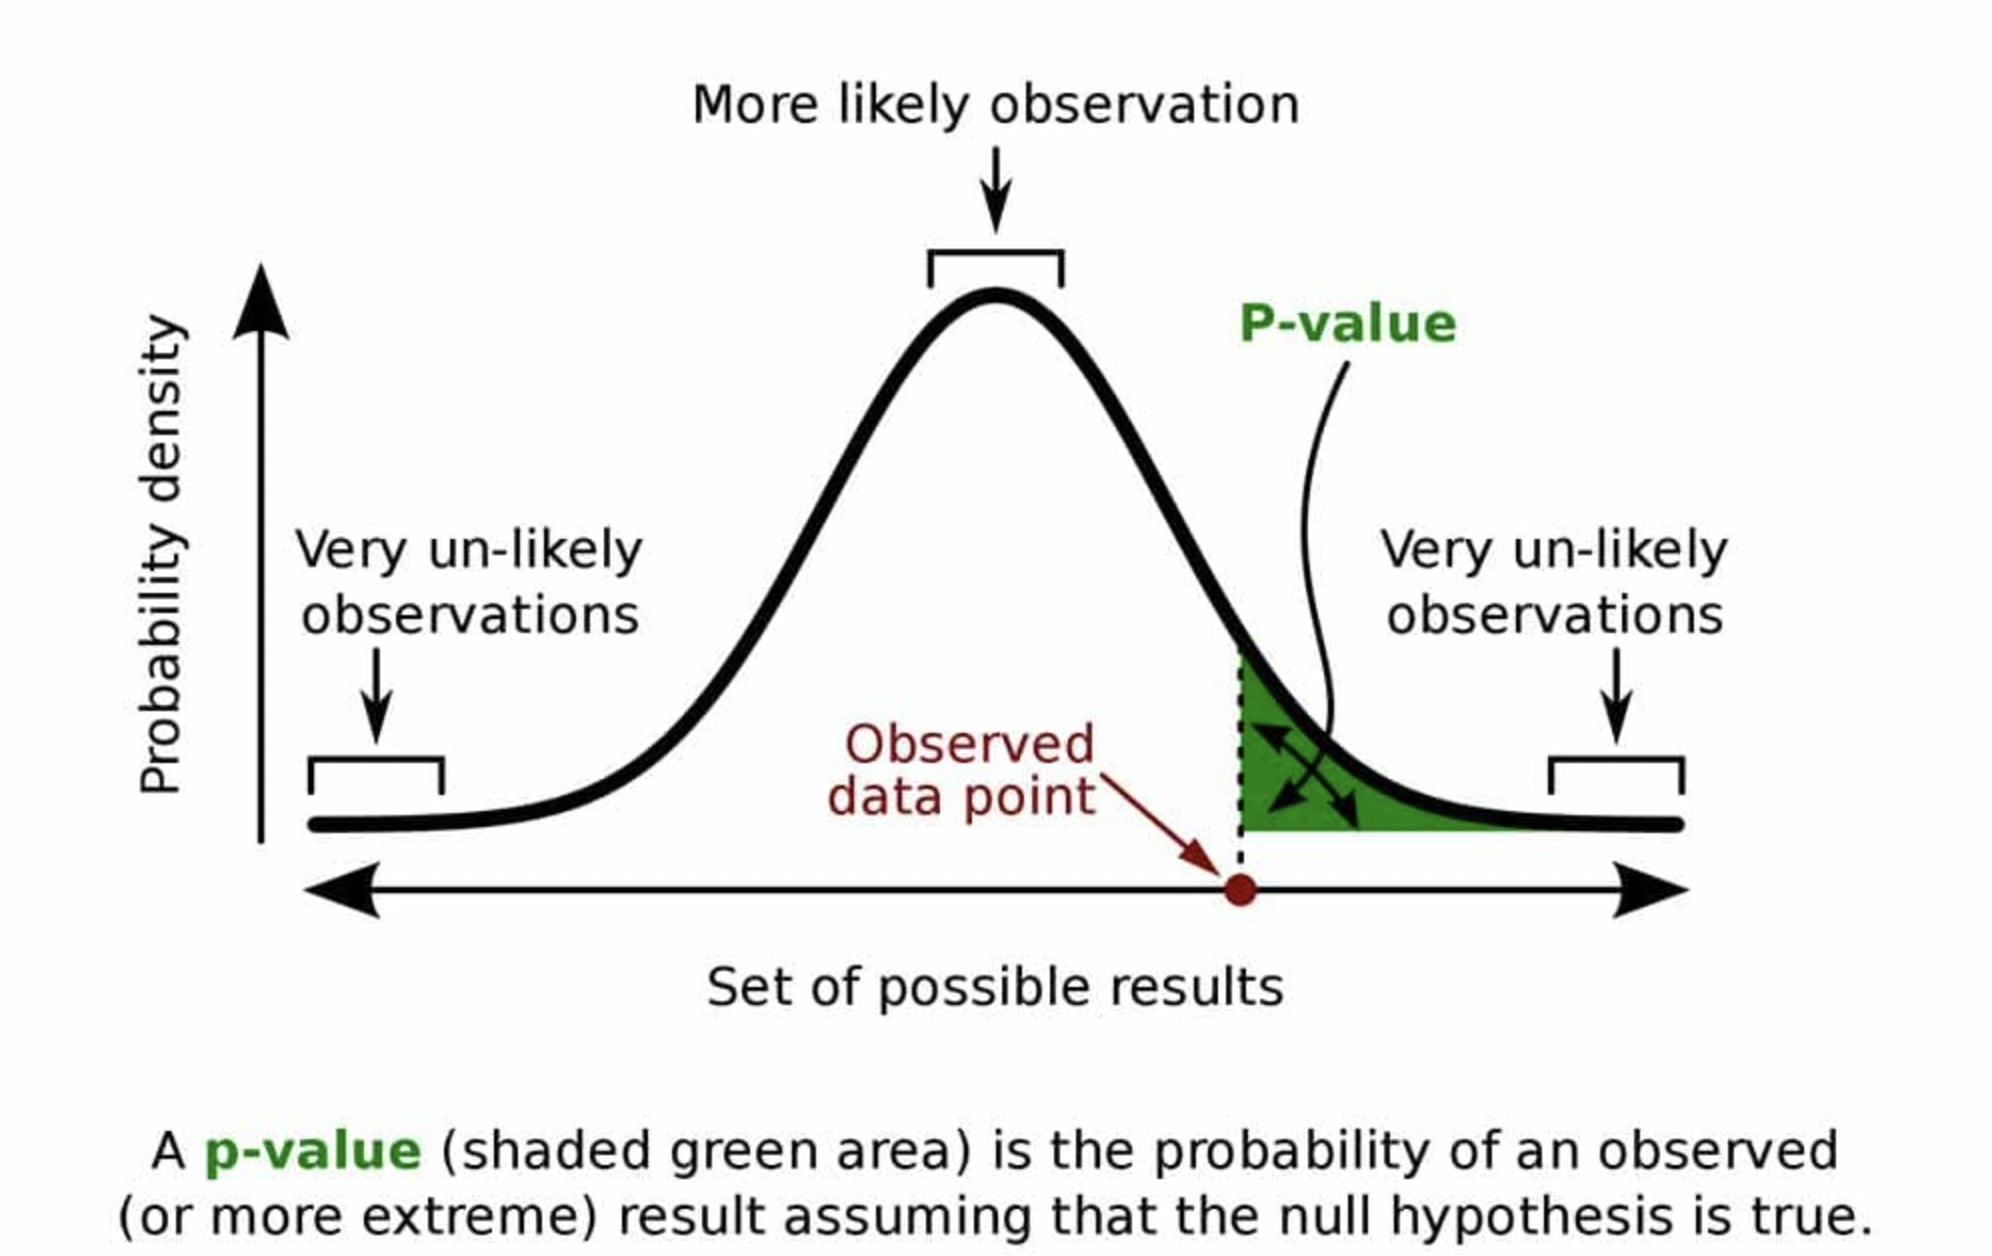 More likely observation
P-value
Probability density
Very un-likely
observations
Very un-likely
observations
Observed
data point
Set of possible results
A p-value (shaded green area) is the probability of an observed
(or more extreme) result assuming that the null hypothesis is true.